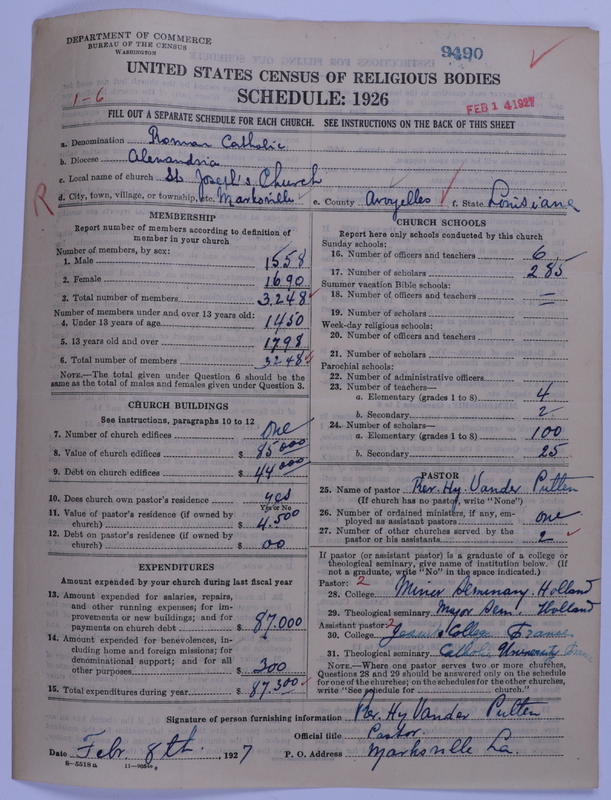 DEPARTMENT OF COMMERCE
BUREAU OF THE CENSUS
WASHINGTON
9490
UNITED STATES CENSUS OF RELIGIOUS BODIES
SCHEDULE: 1926
1-6
FEB 14 1927
FILL OUT A SEPARATE SCHEDULE FOR EACH CHURCH. SEE INSTRUCTIONS ON THE BACK OF THIS SHEET
a. Denomination Roman Catholic
b. Diocese Alexandria
c. Local name of church St Joseph's Church
d. City, town, village, or township, etc. Marksville e. County Avoyelles f. State Louisiana
R
MEMBERSHIP
Report number of members according to definition of member in your church
Number of members, by sex:
1. Male 1558
2. Female 1690
3. Total number of members 3248
Number of members under and over 13 years old:
4. Under 13 years of age 1450
5. 13 years old and over 1798
6. Total number of members 3248
NOTE.—The total given under Question 6 should be the same as the total of males and females given under Question 3.
CHURCH BUILDINGS
See instructions, paragraphs 10 to 12
7. Number of church edifices one
8. Value of church edifices $ 85000
9. Debt on church edifices $ 44000
10. Does church own pastor's residence yes
Yes or No
11. Value of pastor's residence (if owned by church) $ 4.500
12. Debt on pastor's residence (if owned by church) $ 00
EXPENDITURES
Amount expended by your church during last fiscal year
13. Amount expended for salaries, repairs, and other running expenses; for improvements or new buildings; and for payments on church debt $ 87.000
14. Amount expended for benevolences, including home and foreign missions; for denominational support; and for all other purposes $ 300
15. Total expenditures during year $ 87.300
CHURCH SCHOOLS
Report here only schools conducted by this church
Sunday schools:
16. Number of officers and teachers 6
17. Number of scholars 285
Summer vacation Bible schools:
18. Number of officers and teachers
19. Number of scholars
Week-day religious schools:
20. Number of officers and teachers
21. Number of scholars
Parochial schools:
22. Number of administrative officers
23. Number of teachers—
a. Elementary (grades 1 to 8) 4
b. Secondary 2
24. Number of scholars—
a. Elementary (grades 1 to 8) 100
b. Secondary 25
PASTOR
25. Name of pastor Rev. Hy. Vander Putten
(If church has no pastor, write "None")
26. Number of ordained ministers, if any, employed as assistant pastors one
27. Number of other churches served by the pastor or his assistants 2
If pastor (or assistant pastor) is a graduate of a college or theological seminary, give name of institution below. (If not a graduate, write "No" in the space indicated.)
Pastor: 2
28. College Minor Seminary Holland
29. Theological seminary Major Sem. Holland
Assistant pastor: 2
30. College Jesuits College France
31. Theological seminary Catholic University
NOTE.—Where one pastor serves two or more churches, Questions 28 and 29 should be answered only on the schedule for one of the churches; on the schedules for the other churches, write "See schedule for church."
Signature of person furnishing information Rev. Hy Vander Putten
Official title Pastor.
Date Febr. 8th. 1927 P. O. Address Marksville La.